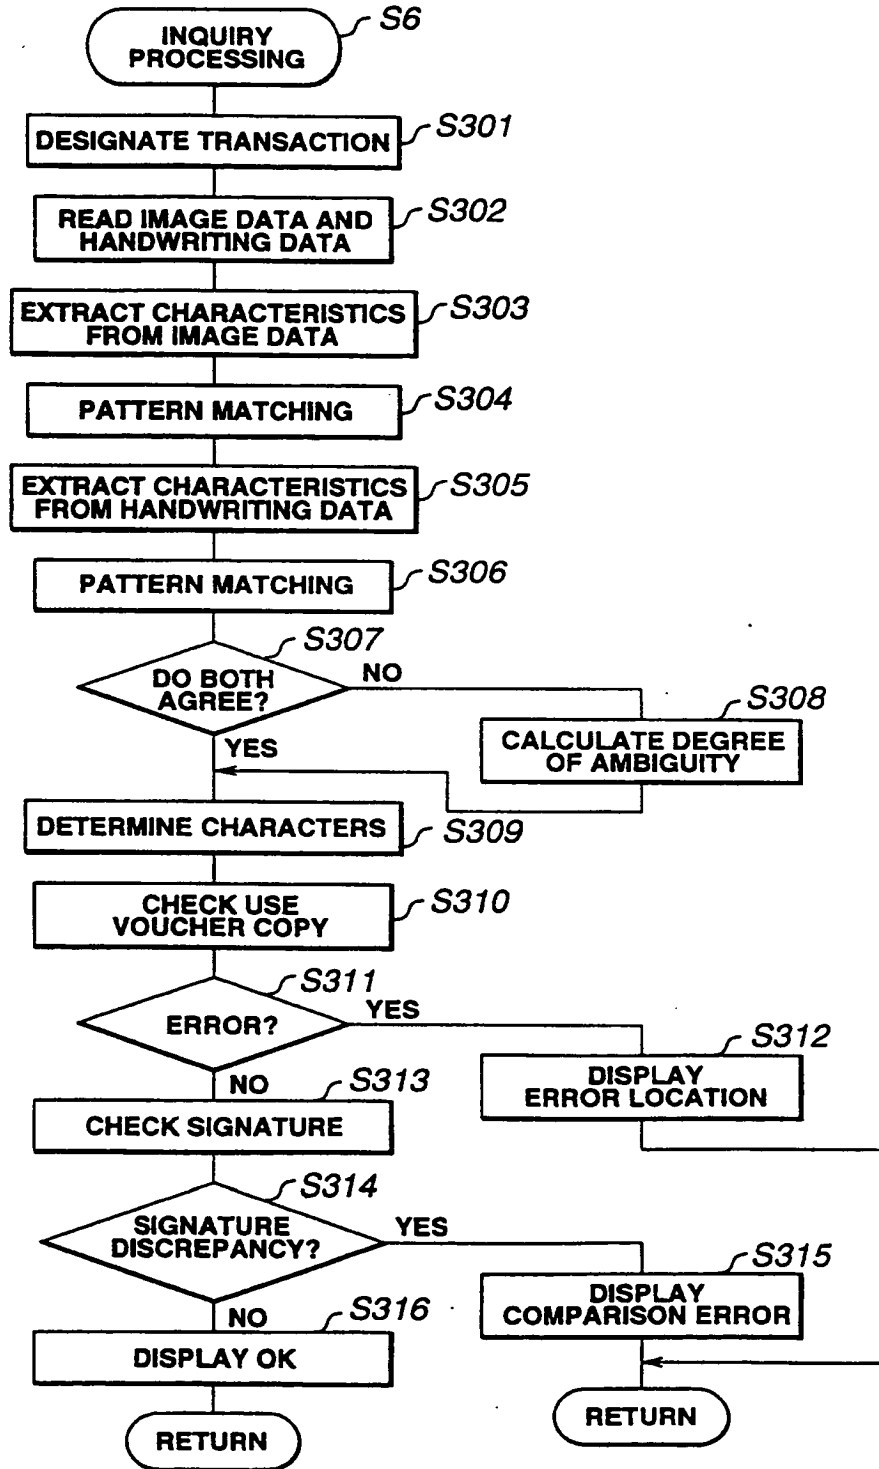 S6
INQUIRY
PROCESSING
S301
DESIGNATE TRANSACTION
S302
READ IMAGE DATA AND
HANDWRITING DATA
S303
EXTRACT CHARACTERISTICS
FROM IMAGE DATA
S304
PATTERN MATCHING
S305
EXTRACT CHARACTERISTICS
FROM HANDWRITING DATA
S306
PATTERN MATCHING
S307
DO BOTH
AGREE?
NO
YES
S308
CALCULATE DEGREE
OF AMBIGUITY
DETERMINE CHARACTERS
S309
CHECK USE
VOUCHER COPY
S310
S311
ERROR?
YES
NO
S312
DISPLAY
ERROR LOCATION
S313
CHECK SIGNATURE
S314
SIGNATURE
DISCREPANCY?
YES
NO
S315
DISPLAY
COMPARISON ERROR
S316
DISPLAY OK
RETURN
RETURN